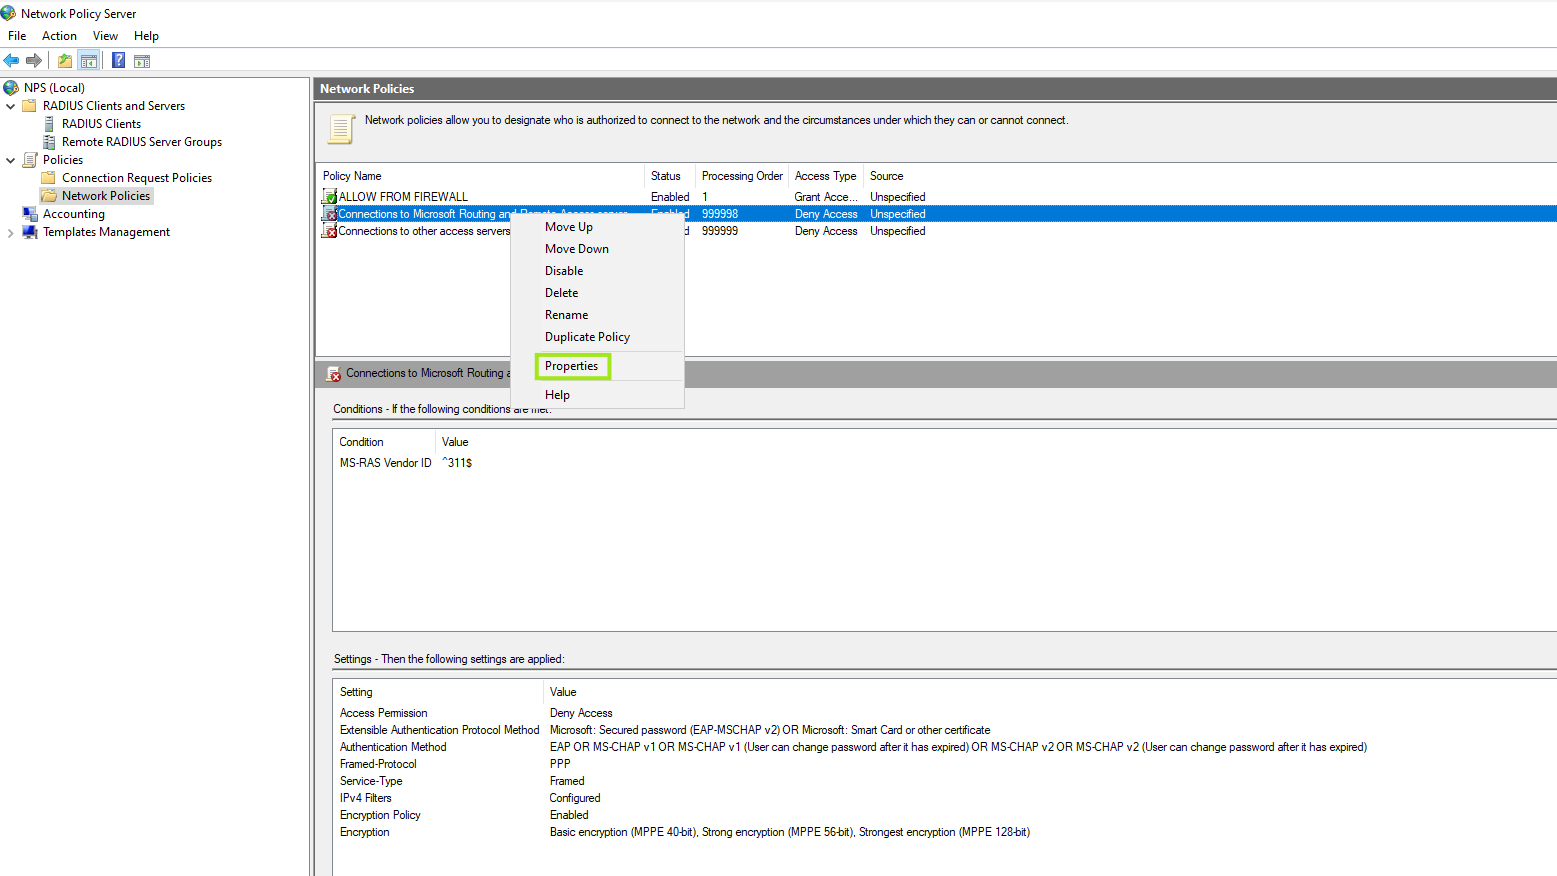 Network Policy Server
File Action View Help
NPS (Local)
RADIUS Clients and Servers
RADIUS Clients
Remote RADIUS Server Groups
Policies
Connection Request Policies
Network Policies
Accounting
Templates Management
Network Policies
Network policies allow you to designate who is authorized to connect to the network and the circumstances under which they can or cannot connect.
Policy Name Status Processing Order Access Type Source
ALLOW FROM FIREWALL Enabled 1 Grant Acce... Unspecified
Connections to Microsoft Routing and Remote Access server Enabled 999998 Deny Access Unspecified
Connections to other access servers 999999 Deny Access Unspecified
Move Up
Move Down
Disable
Delete
Rename
Duplicate Policy
Properties
Help
Connections to Microsoft Routing
Conditions - If the following conditions are met:
Condition Value
MS-RAS Vendor ID ^311$
Settings - Then the following settings are applied:
Setting Value
Access Permission Deny Access
Extensible Authentication Protocol Method Microsoft: Secured password (EAP-MSCHAP v2) OR Microsoft: Smart Card or other certificate
Authentication Method EAP OR MS-CHAP v1 OR MS-CHAP v1 (User can change password after it has expired) OR MS-CHAP v2 OR MS-CHAP v2 (User can change password after it has expired)
Framed-Protocol PPP
Service-Type Framed
IPv4 Filters Configured
Encryption Policy Enabled
Encryption Basic encryption (MPPE 40-bit), Strong encryption (MPPE 56-bit), Strongest encryption (MPPE 128-bit)